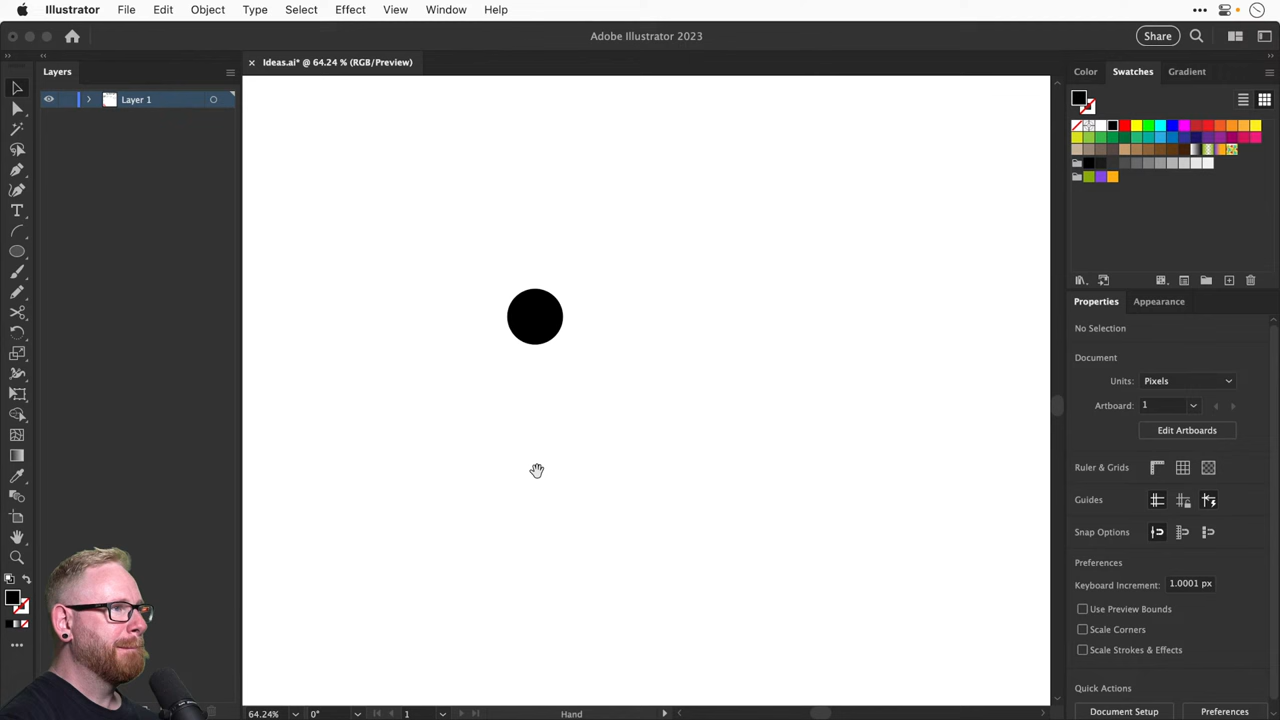 Illustrator File Edit Object Type Select Effect View Window Help
Adobe Illustrator 2023
Share
Layers
Ideas.ai* @ 64.24 % (RGB/Preview)
Color Swatches Gradient
Layer 1
Properties Appearance
No Selection
Document
Units: Pixels
Artboard: 1
Edit Artboards
Ruler & Grids
Guides
Snap Options
Preferences
Keyboard Increment: 1.0001 px
Use Preview Bounds
Scale Corners
Scale Strokes & Effects
Quick Actions
Document Setup Preferences
64.24% 0° 1 Hand